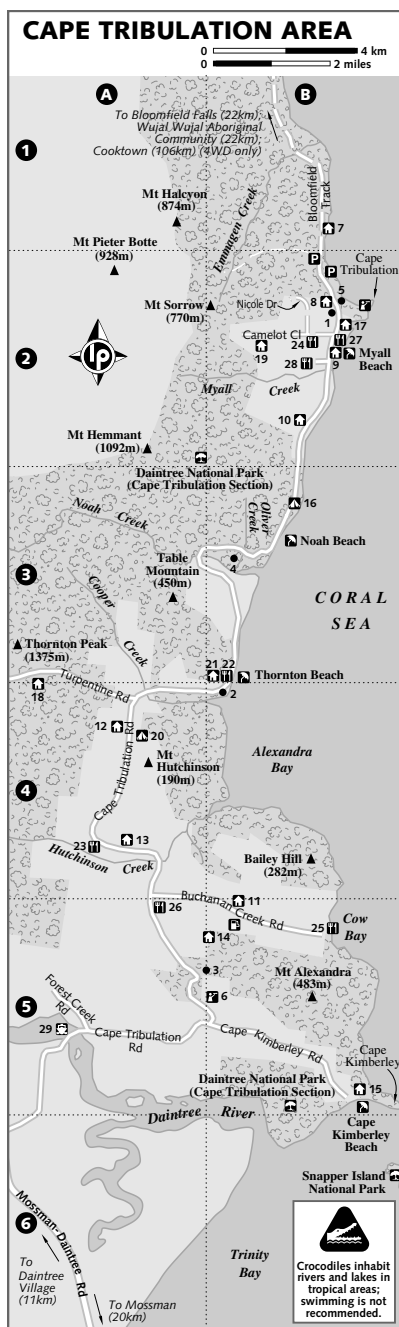 CAPE TRIBULATION AREA
0 4 km
0 2 miles
A
B
1
To Bloomfield Falls (22km);
Wujal Wujal Aboriginal
Community (22km);
Cooktown (106km) (4WD only)
Bloomfield
Track
Mt Halcyon
(874m)
Emmagen Creek
7
Mt Pieter Botte
(928m)
P
P
Cape
Tribulation
5
8
1
Mt Sorrow
(770m)
Nicole Dr
17
lp
2
Camelot Cl
24
27
19
28
9
Myall
Beach
Myall Creek
10
Mt Hemmant
(1092m)
Daintree National Park
(Cape Tribulation Section)
16
Noah Creek
Oliver
Creek
Noah Beach
4
3
Table
Mountain
(450m)
Cooper
Creek
CORAL
SEA
Thornton Peak
(1375m)
21 22
Thornton Beach
Turpentine Rd
18
2
12
20
Cape Tribulation Rd
Alexandra
Bay
Mt
Hutchinson
(190m)
4
13
23
Hutchinson Creek
Bailey Hill
(282m)
11
26
Buchanan Creek Rd
25
Cow
Bay
14
3
Mt Alexandra
(483m)
6
5
Forest Creek
Rd
29
Cape Tribulation
Rd
Cape Kimberley Rd
Cape
Kimberley
Daintree National Park
(Cape Tribulation Section)
15
Daintree River
Cape
Kimberley
Beach
Snapper Island
National Park
6
Mossman-Daintree Rd
To
Daintree
Village
(11km)
To Mossman
(20km)
Trinity
Bay
Crocodiles inhabit
rivers and lakes in
tropical areas;
swimming is not
recommended.